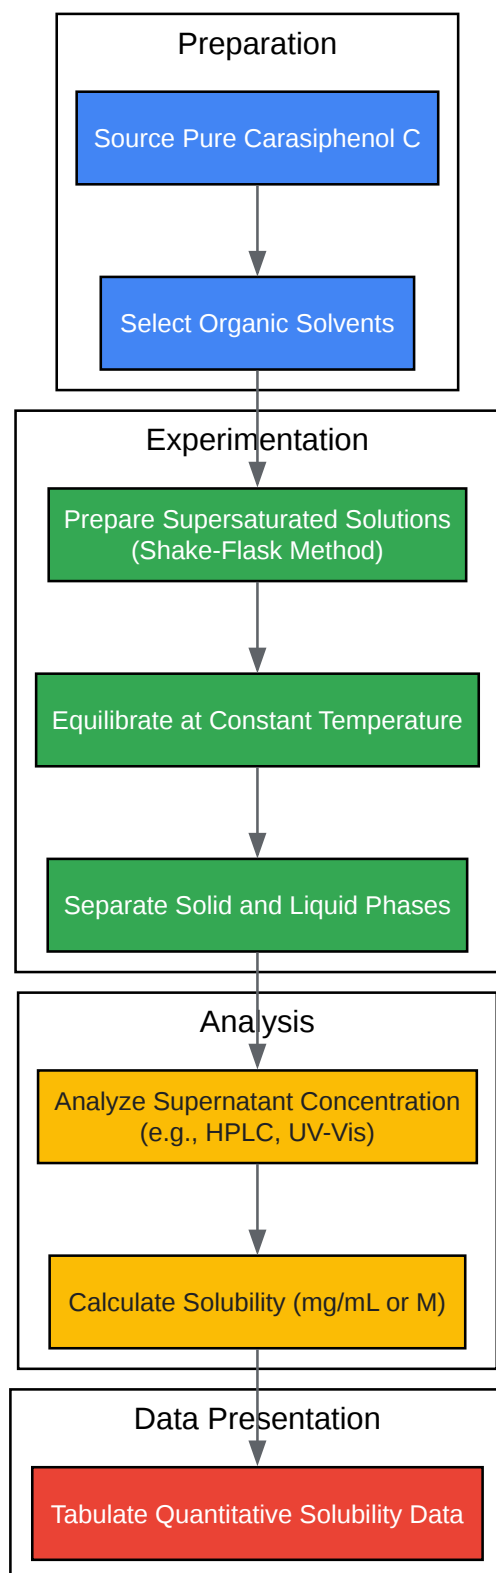 Preparation
Source Pure Carasiphenol C
Select Organic Solvents
Experimentation
Prepare Supersaturated Solutions
(Shake-Flask Method)
Equilibrate at Constant Temperature
Separate Solid and Liquid Phases
Analysis
Analyze Supernatant Concentration
(e.g., HPLC, UV-Vis)
Calculate Solubility (mg/mL or M)
Data Presentation
Tabulate Quantitative Solubility Data